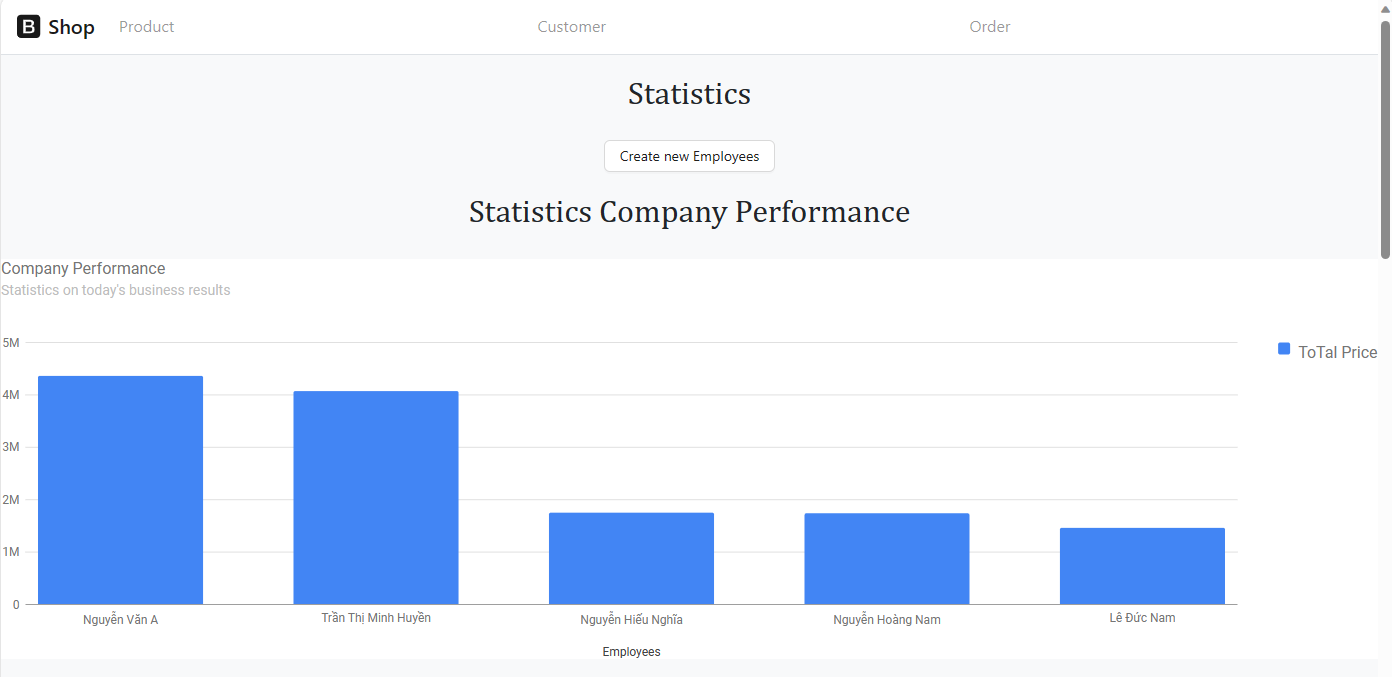 B Shop Product Customer Order
Statistics
Create new Employees
Statistics Company Performance
Company Performance
Statistics on today's business results
5M
4M
3M
2M
1M
0
ToTal Price
Nguyễn Văn A Trần Thị Minh Huyền Nguyễn Hiếu Nghĩa Nguyễn Hoàng Nam Lê Đức Nam
Employees